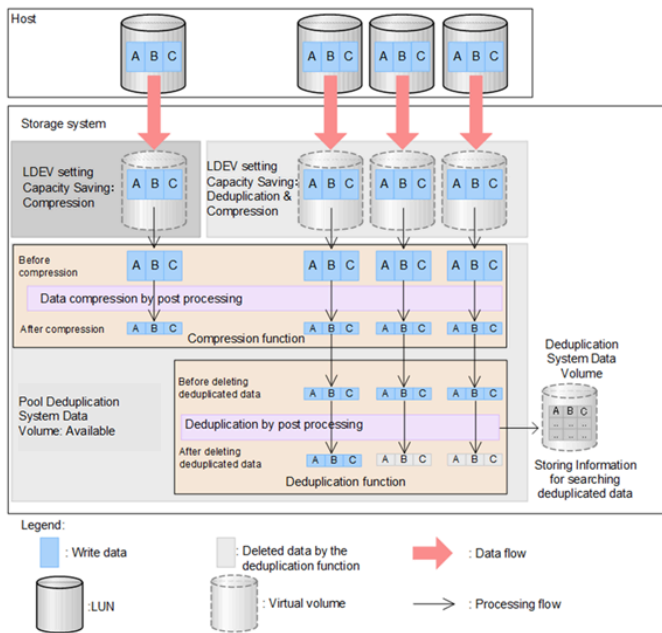 Host
A B C
A B C
A B C
A B C
Storage system
LDEV setting
Capacity Saving:
Compression
A B C
LDEV setting
Capacity Saving:
Deduplication &
Compression
A B C
A B C
A B C
Before
compression
A B C
A B C
A B C
A B C
Data compression by post processing
After compression
A B C
A B C
A B C
A B C
Compression function
Pool Deduplication
System Data
Volume: Available
Before deleting
deduplicated data
A B C
A B C
A B C
Deduplication by post processing
After deleting
deduplicated data
A B C
A B C
A B C
Deduplication function
Deduplication
System Data
Volume
A B C
.. .. ..
.. .. ..
Storing Information
for searching
deduplicated data
Legend:
: Write data
: Deleted data by the
deduplication function
: Data flow
:LUN
: Virtual volume
: Processing flow